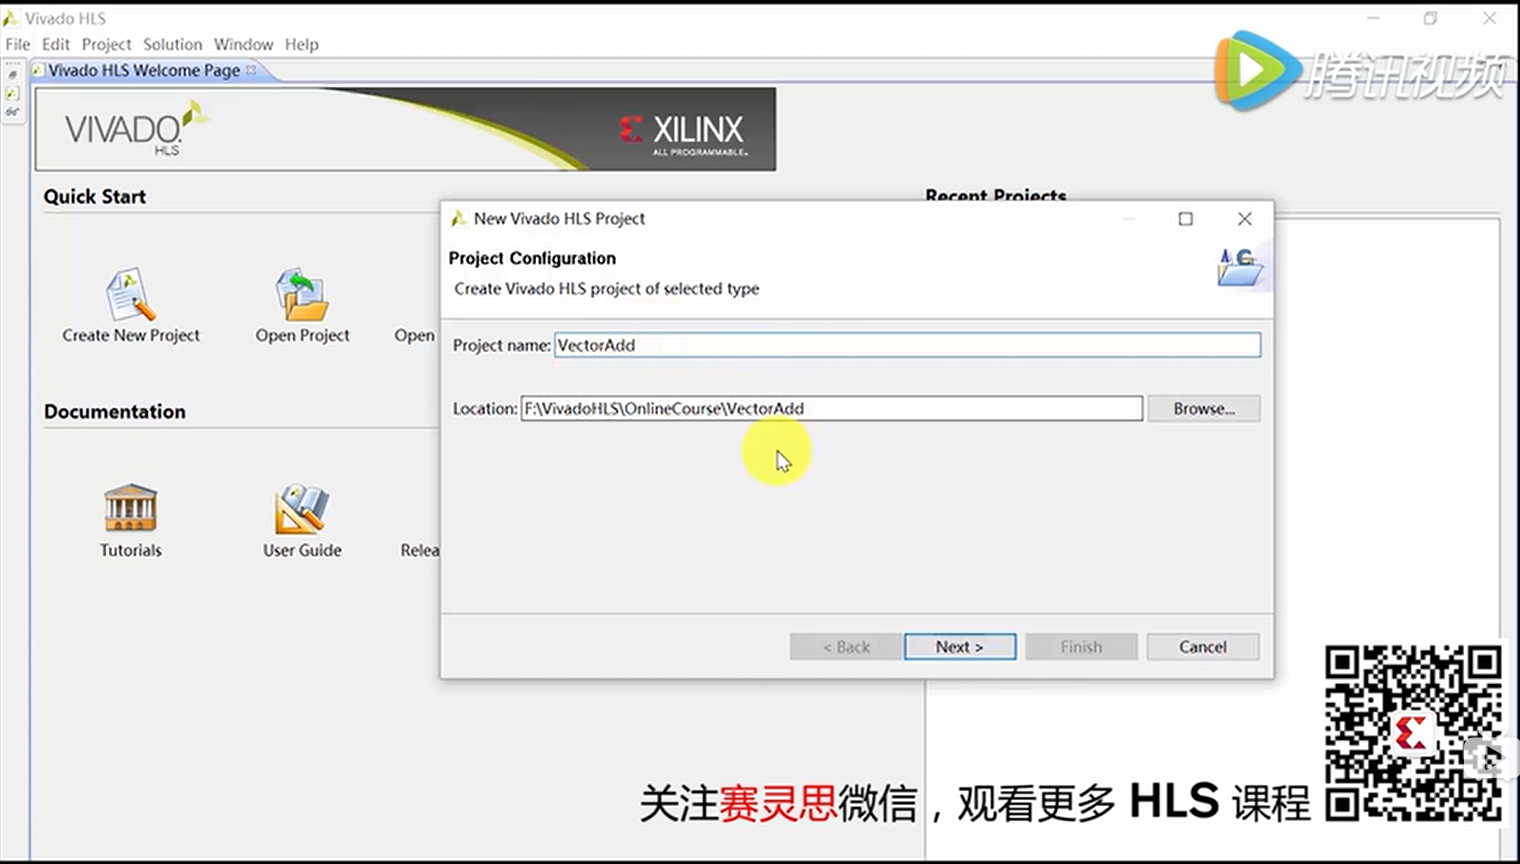 Vivado HLS
File Edit Project Solution Window Help
腾讯视频
Vivado HLS Welcome Page
VIVADO
HLS
XILINX
ALL PROGRAMMABLE
Quick Start
Recent Projects
Create New Project
Open Project
Open
Documentation
Tutorials
User Guide
Relea
New Vivado HLS Project
Project Configuration
Create Vivado HLS project of selected type
Project name: VectorAdd
Location: F:\VivadoHLS\OnlineCourse\VectorAdd Browse...
< Back Next > Finish Cancel
关注赛灵思微信，观看更多 HLS 课程